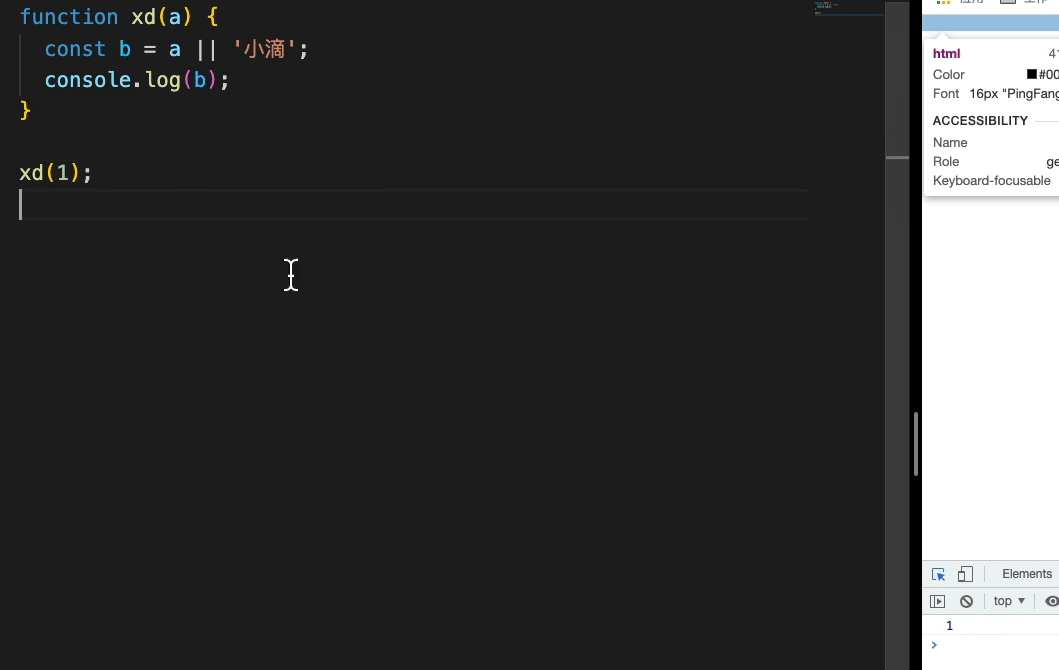 function xd(a) {
const b = a || '小滴';
console.log(b);
}
xd(1);
html
Color #00
Font 16px "PingFang
ACCESSIBILITY
Name
Role ge
Keyboard-focusable
Elements
top
1